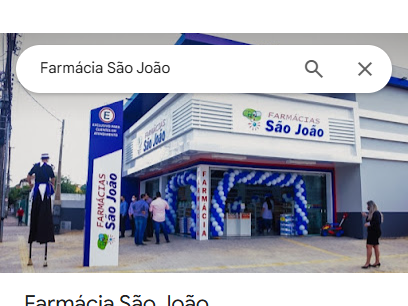 Farmácia São João
E
EXCLUSIVO PARA
CLIENTES EM
ATENDIMENTO
FARMÁCIAS
São João
FARMÁCIAS
São João
FARMÁCIAS
São João
FARMÁCIA
Farmácia São João